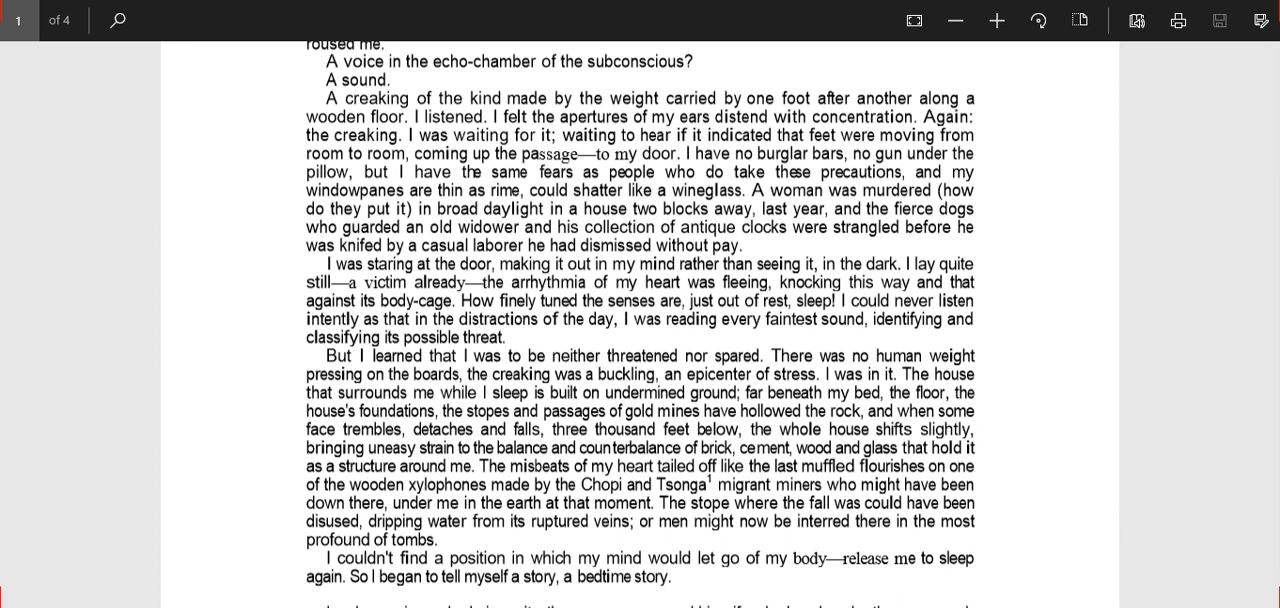 1 of 4
roused me.
A voice in the echo-chamber of the subconscious?
A sound.
A creaking of the kind made by the weight carried by one foot after another along a
wooden floor. I listened. I felt the apertures of my ears distend with concentration. Again:
the creaking. I was waiting for it; waiting to hear if it indicated that feet were moving from
room to room, coming up the passage—to my door. I have no burglar bars, no gun under the
pillow, but I have the same fears as people who do take these precautions, and my
windowpanes are thin as rime, could shatter like a wineglass. A woman was murdered (how
do they put it) in broad daylight in a house two blocks away, last year, and the fierce dogs
who guarded an old widower and his collection of antique clocks were strangled before he
was knifed by a casual laborer he had dismissed without pay.
I was staring at the door, making it out in my mind rather than seeing it, in the dark. I lay quite
still—a victim already—the arrhythmia of my heart was fleeing, knocking this way and that
against its body-cage. How finely tuned the senses are, just out of rest, sleep! I could never listen
intently as that in the distractions of the day, I was reading every faintest sound, identifying and
classifying its possible threat.
But I learned that I was to be neither threatened nor spared. There was no human weight
pressing on the boards, the creaking was a buckling, an epicenter of stress. I was in it. The house
that surrounds me while I sleep is built on undermined ground; far beneath my bed, the floor, the
house's foundations, the stopes and passages of gold mines have hollowed the rock, and when some
face trembles, detaches and falls, three thousand feet below, the whole house shifts slightly,
bringing uneasy strain to the balance and counterbalance of brick, cement, wood and glass that hold it
as a structure around me. The misbeats of my heart tailed off like the last muffled flourishes on one
of the wooden xylophones made by the Chopi and Tsonga¹ migrant miners who might have been
down there, under me in the earth at that moment. The stope where the fall was could have been
disused, dripping water from its ruptured veins; or men might now be interred there in the most
profound of tombs.
I couldn't find a position in which my mind would let go of my body—release me to sleep
again. So I began to tell myself a story, a bedtime story.